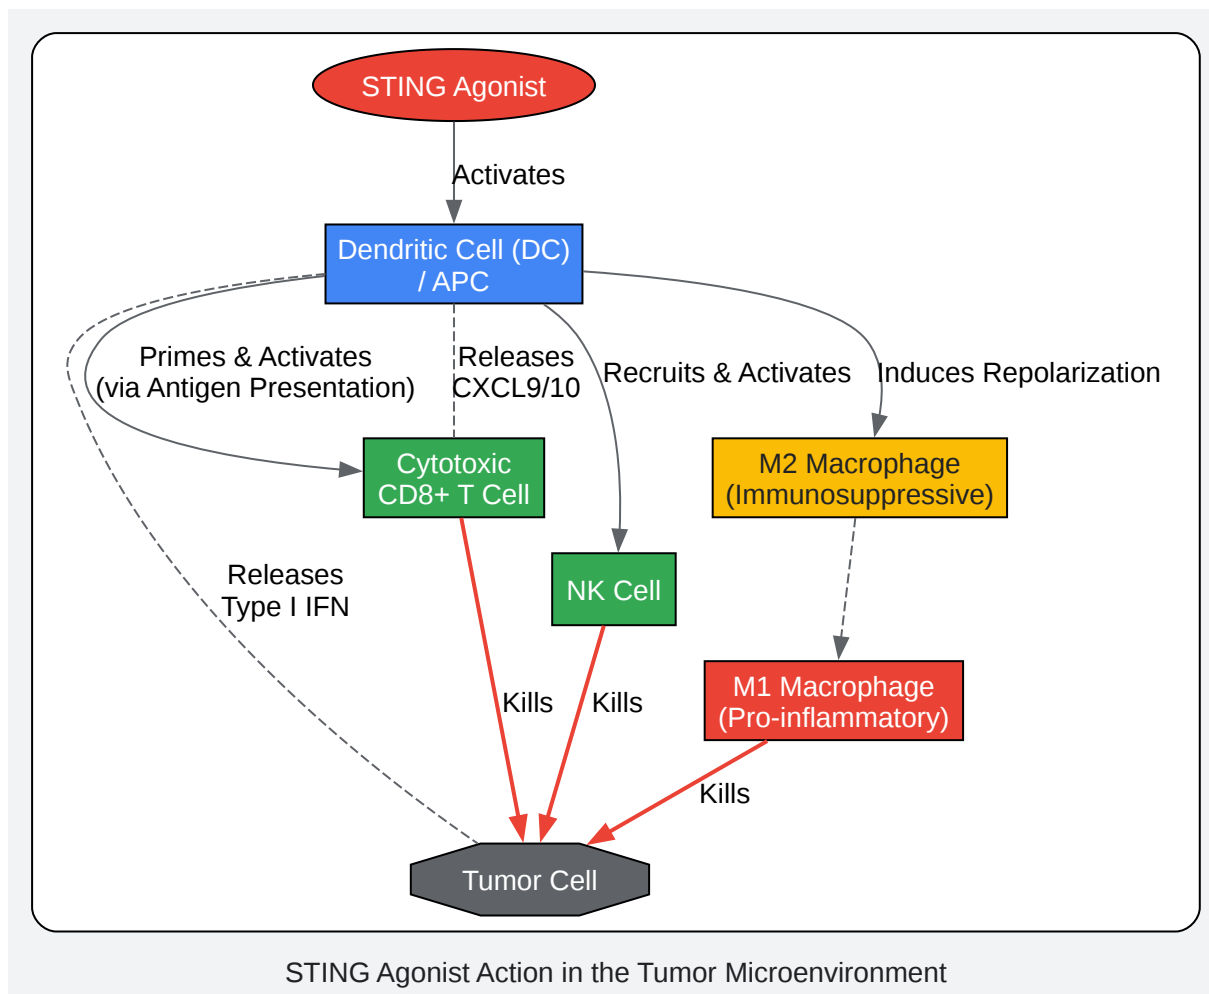 STING Agonist
Activates
Dendritic Cell (DC)
/ APC
Primes & Activates
(via Antigen Presentation)
Releases
CXCL9/10
Recruits & Activates
Induces Repolarization
Cytotoxic
CD8+ T Cell
M2 Macrophage
(Immunosuppressive)
Releases
Type I IFN
NK Cell
Kills
Kills
M1 Macrophage
(Pro-inflammatory)
Kills
Tumor Cell
STING Agonist Action in the Tumor Microenvironment